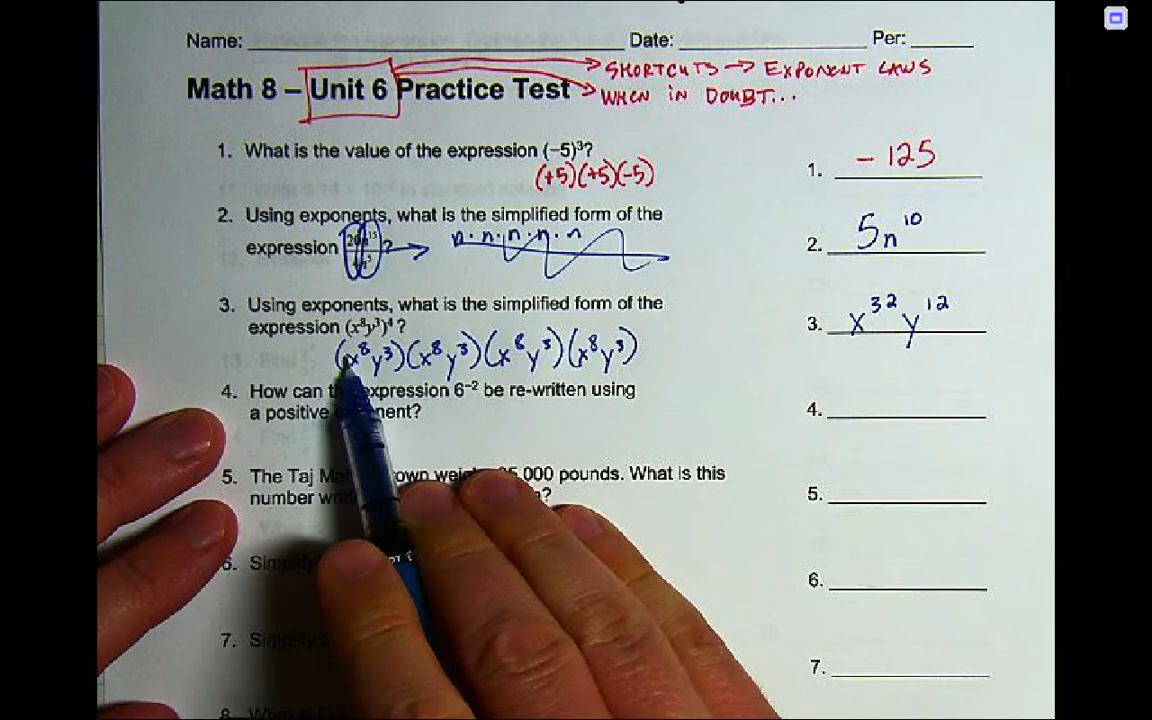 Name: Date: Per:
SHORTCUTS → EXPONENT LAWS
Math 8 – Unit 6 Practice Test
WHEN IN DOUBT...
1. What is the value of the expression (−5)³?
(+5)(+5)(-5)
1. - 125
2. Using exponents, what is the simplified form of the
expression ?
n · n · n · n · n
2. 5n¹⁰
3. Using exponents, what is the simplified form of the
expression (x⁸y³)⁴ ?
(x⁸y³)(x⁸y³)(x⁸y³)(x⁸y³)
3. x³² y¹²
4. How can expression 6⁻² be re-written using
a positive
4.
5. The Taj 000 pounds. What is this
number
5.
6.
6.
7.
7.
8.